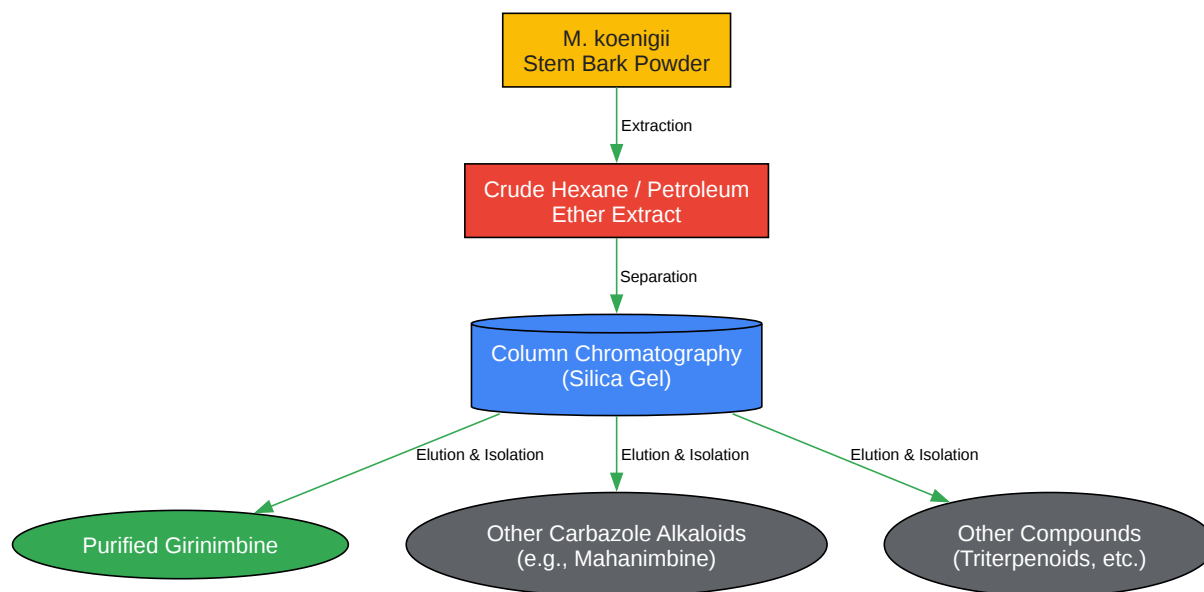 M. koenigii
Stem Bark Powder
Extraction
Crude Hexane / Petroleum
Ether Extract
Separation
Column Chromatography
(Silica Gel)
Elution & Isolation
Elution & Isolation
Elution & Isolation
Purified Girinimbine
Other Carbazole Alkaloids
(e.g., Mahanimbine)
Other Compounds
(Triterpenoids, etc.)